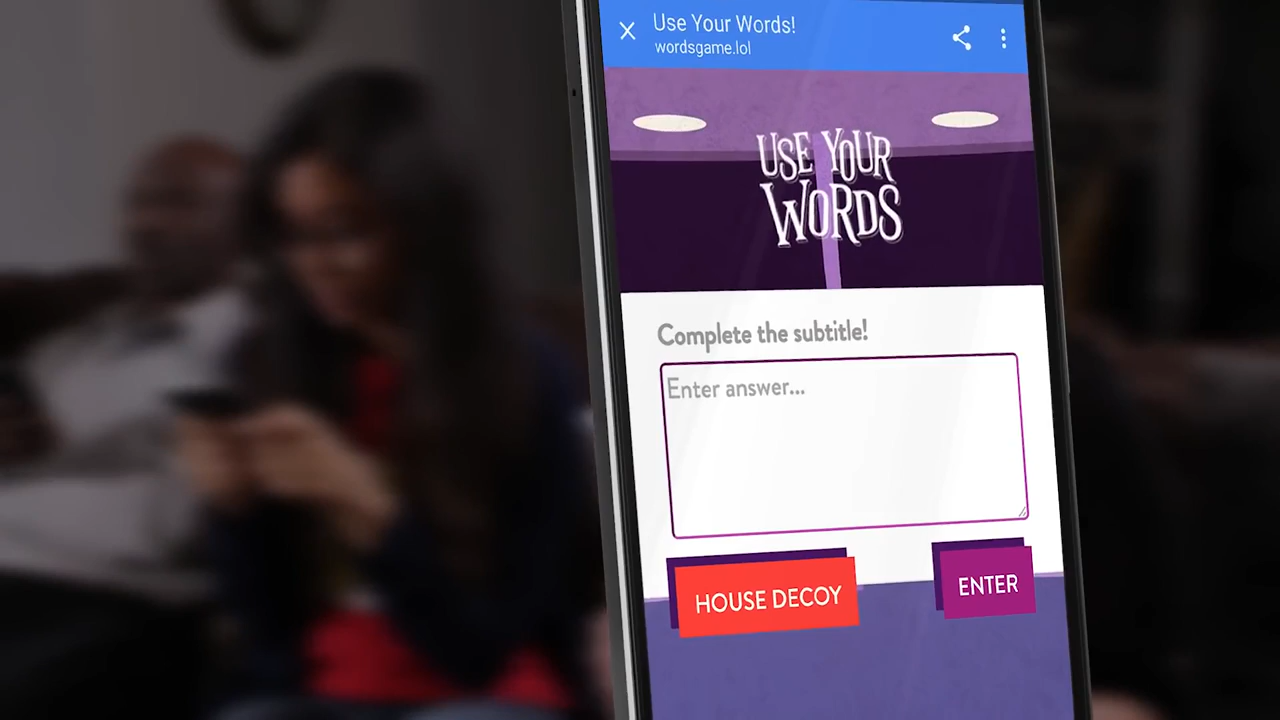 Use Your Words!
wordsgame.lol
USE YOUR
WORDS
Complete the subtitle!
Enter answer...
HOUSE DECOY
ENTER